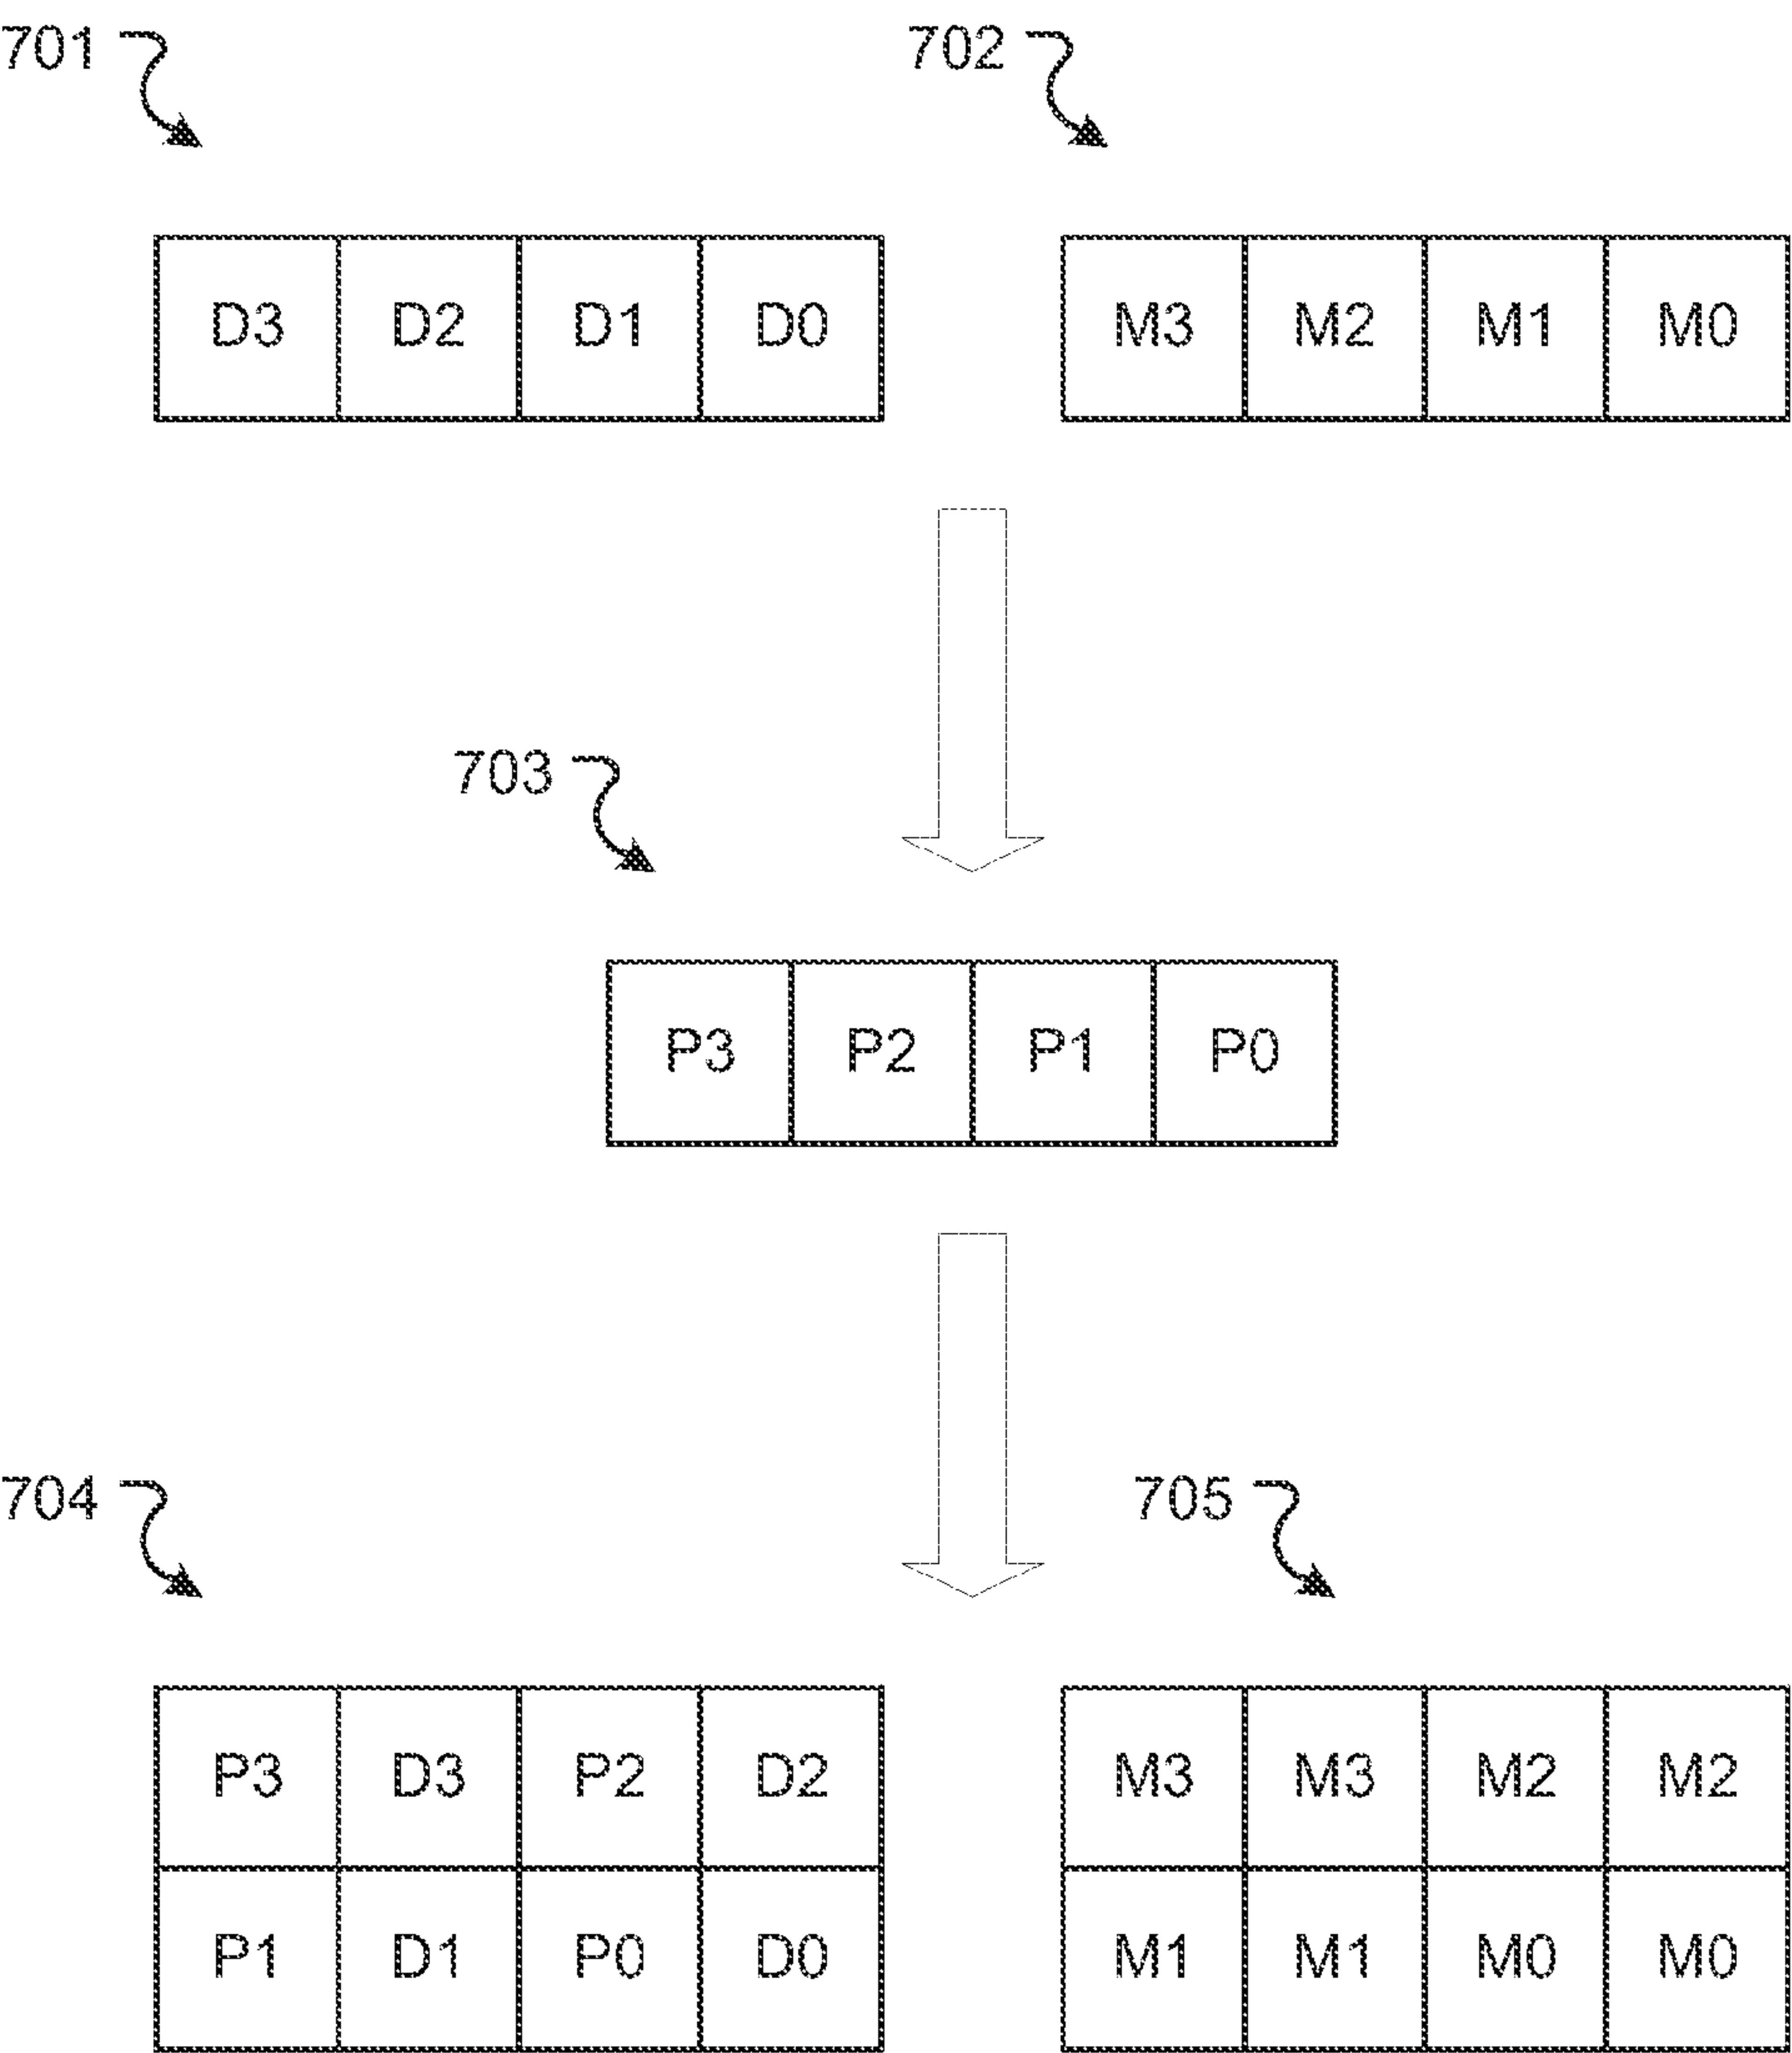 701 702
D3 D2 D1 D0 M3 M2 M1 M0
703
P3 P2 P1 P0
704 705
P3 D3 P2 D2 M3 M3 M2 M2
P1 D1 P0 D0 M1 M1 M0 M0